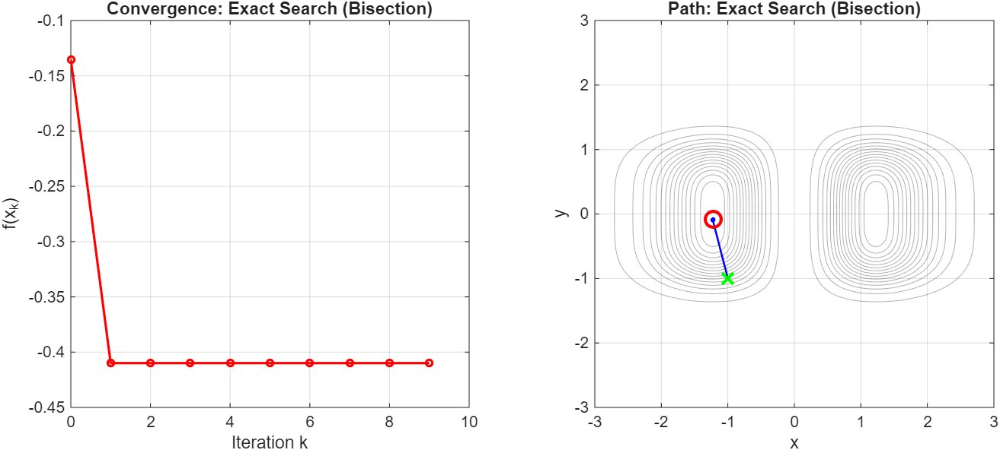 Convergence: Exact Search (Bisection)
-0.1
-0.15
-0.2
-0.25
-0.3
-0.35
-0.4
-0.45
f(xₖ)
0 2 4 6 8 10
Iteration k
Path: Exact Search (Bisection)
3
2
1
0
-1
-2
-3
y
-3 -2 -1 0 1 2 3
x